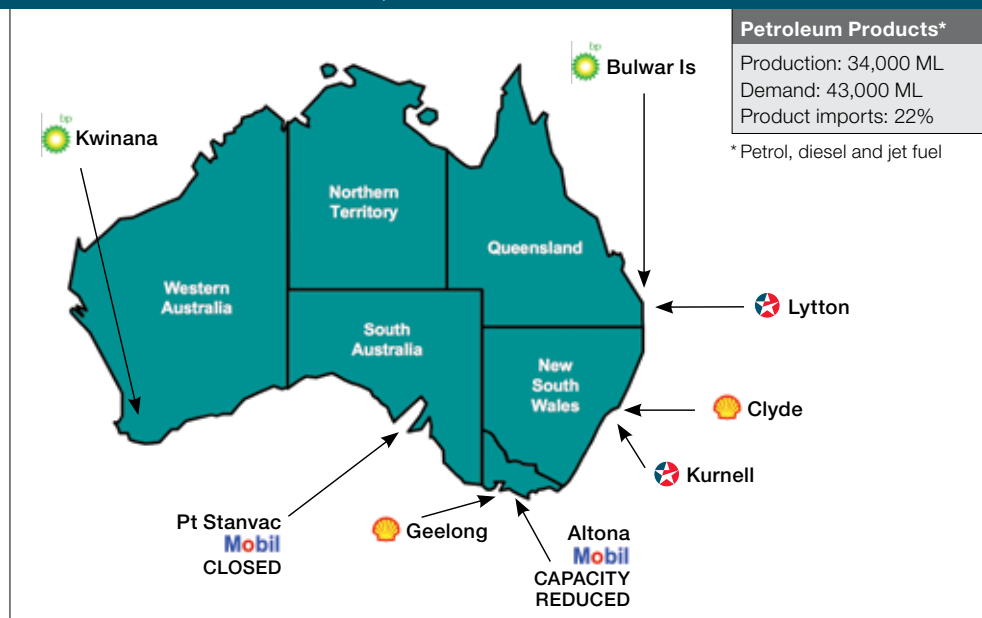 Petroleum Products*
Production: 34,000 ML
Demand: 43,000 ML
Product imports: 22%
* Petrol, diesel and jet fuel
bp
Bulwar Is
bp
Kwinana
Northern
Territory
Queensland
Western
Australia
South
Australia
New
South
Wales
Lytton
Clyde
Kurnell
Pt Stanvac
Mobil
CLOSED
Geelong
Altona
Mobil
CAPACITY
REDUCED